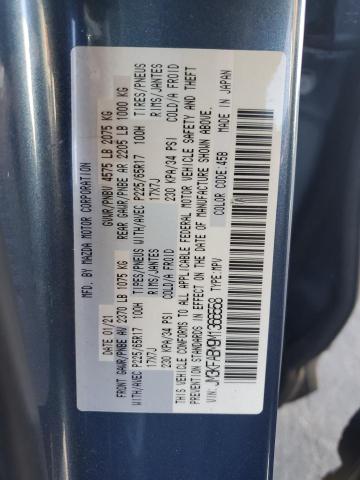 MFD. BY MAZDA MOTOR CORPORATION
DATE: 01/21 GWVR/PNBV 4575 LB 2075 KG
FRONT GAWR/PNBE AV 2370 LB 1075 KG REAR GAWR/PNBE AR 2205 LB 1000 KG
WITH/AVEC P225/65R17 100H TIRES/PNEUS WITH/AVEC P225/65R17 100H TIRES/PNEUS
17X7J RIMS/JANTES 17X7J RIMS/JANTES
230 KPA/34 PSI COLD/A FROID 230 KPA/34 PSI COLD/A FROID
THIS VEHICLE CONFORMS TO ALL APPLICABLE FEDERAL MOTOR VEHICLE SAFETY AND THEFT
PREVENTION STANDARDS IN EFFECT ON THE DATE OF MANUFACTURE SHOWN ABOVE.
VIN: TYPE:MPV COLOR CODE:45B MADE IN JAPAN